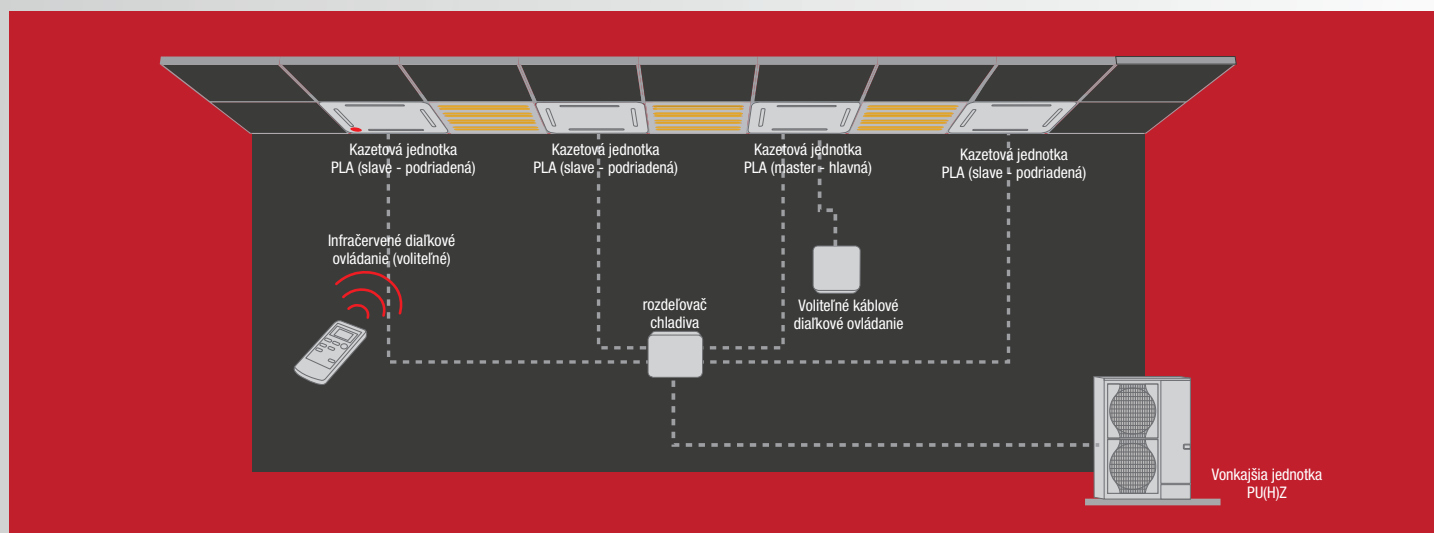 Kazetová jednotka
PLA (slave - podriadená)
Kazetová jednotka
PLA (slave - podriadená)
Kazetová jednotka
PLA (master - hlavná)
Kazetová jednotka
PLA (slave - podriadená)
Infračervené diaľkové
ovládanie (voliteľné)
rozdeľovač
chladiva
Voliteľné káblové
diaľkové ovládanie
Vonkajšia jednotka
PU(H)Z